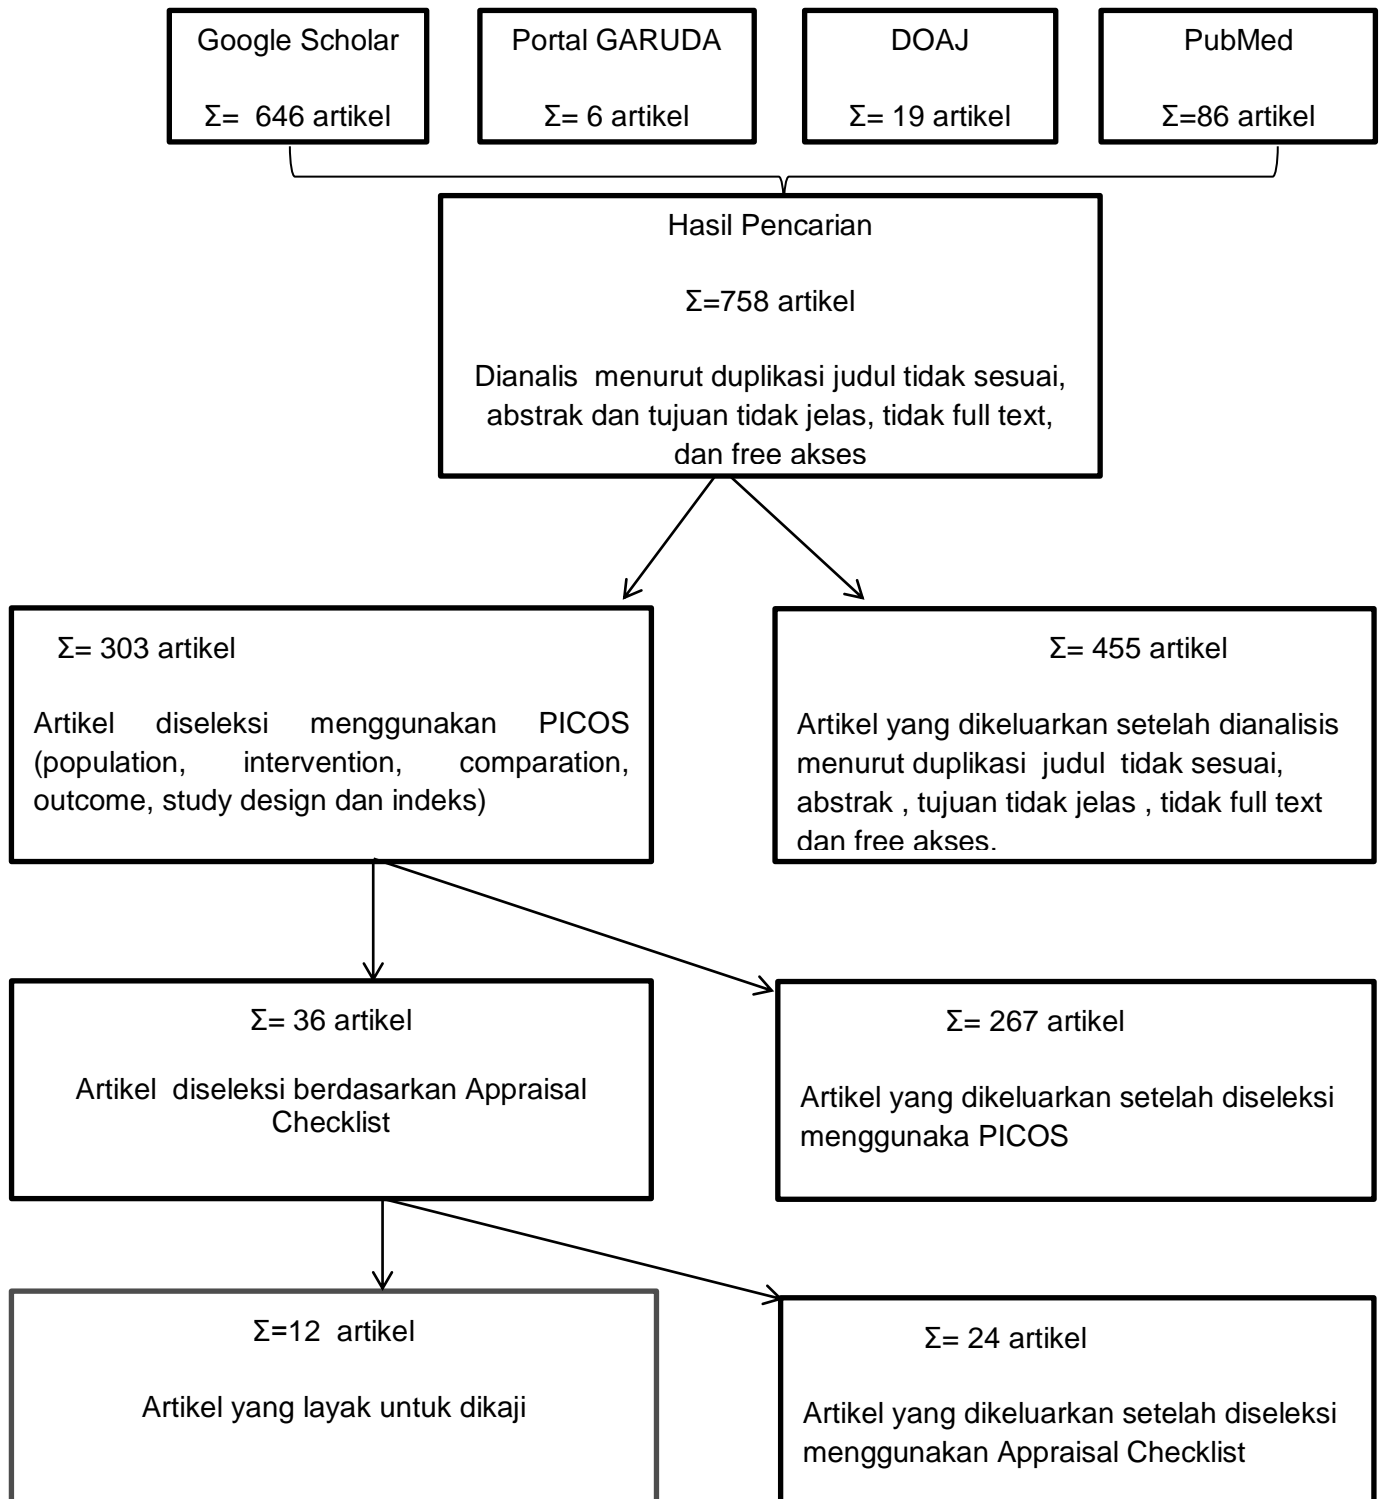 Google Scholar
Σ= 646 artikel
Portal GARUDA
Σ= 6 artikel
DOAJ
Σ= 19 artikel
PubMed
Σ=86 artikel
Hasil Pencarian
Σ=758 artikel
Dianalis menurut duplikasi judul tidak sesuai,
abstrak dan tujuan tidak jelas, tidak full text,
dan free akses
Σ= 303 artikel
Artikel diseleksi menggunakan PICOS
(population, intervention, comparation,
outcome, study design dan indeks)
Σ= 455 artikel
Artikel yang dikeluarkan setelah dianalisis
menurut duplikasi judul tidak sesuai,
abstrak , tujuan tidak jelas , tidak full text
dan free akses.
Σ= 36 artikel
Artikel diseleksi berdasarkan Appraisal
Checklist
Σ= 267 artikel
Artikel yang dikeluarkan setelah diseleksi
menggunaka PICOS
Σ=12 artikel
Artikel yang layak untuk dikaji
Σ= 24 artikel
Artikel yang dikeluarkan setelah diseleksi
menggunakan Appraisal Checklist